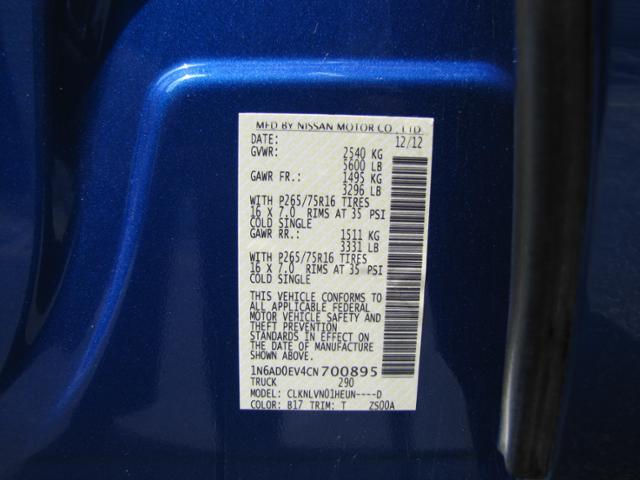 MFD BY NISSAN MOTOR CO., LTD.
DATE: 12/12
GVWR: 2540 KG
5600 LB
GAWR FR.: 1495 KG
3296 LB
WITH P265/75R16 TIRES
16 X 7.0 RIMS AT 35 PSI
COLD SINGLE
GAWR RR.: 1511 KG
3331 LB
WITH P265/75R16 TIRES
16 X 7.0 RIMS AT 35 PSI
COLD SINGLE
THIS VEHICLE CONFORMS TO
ALL APPLICABLE FEDERAL
MOTOR VEHICLE SAFETY AND
THEFT PREVENTION
STANDARDS IN EFFECT ON
THE DATE OF MANUFACTURE
SHOWN ABOVE.
1N6AD0EV4CN700895
TRUCK 290
MODEL: CLKNLVN01HEUN----D
COLOR: B17 TRIM: T ZS00A